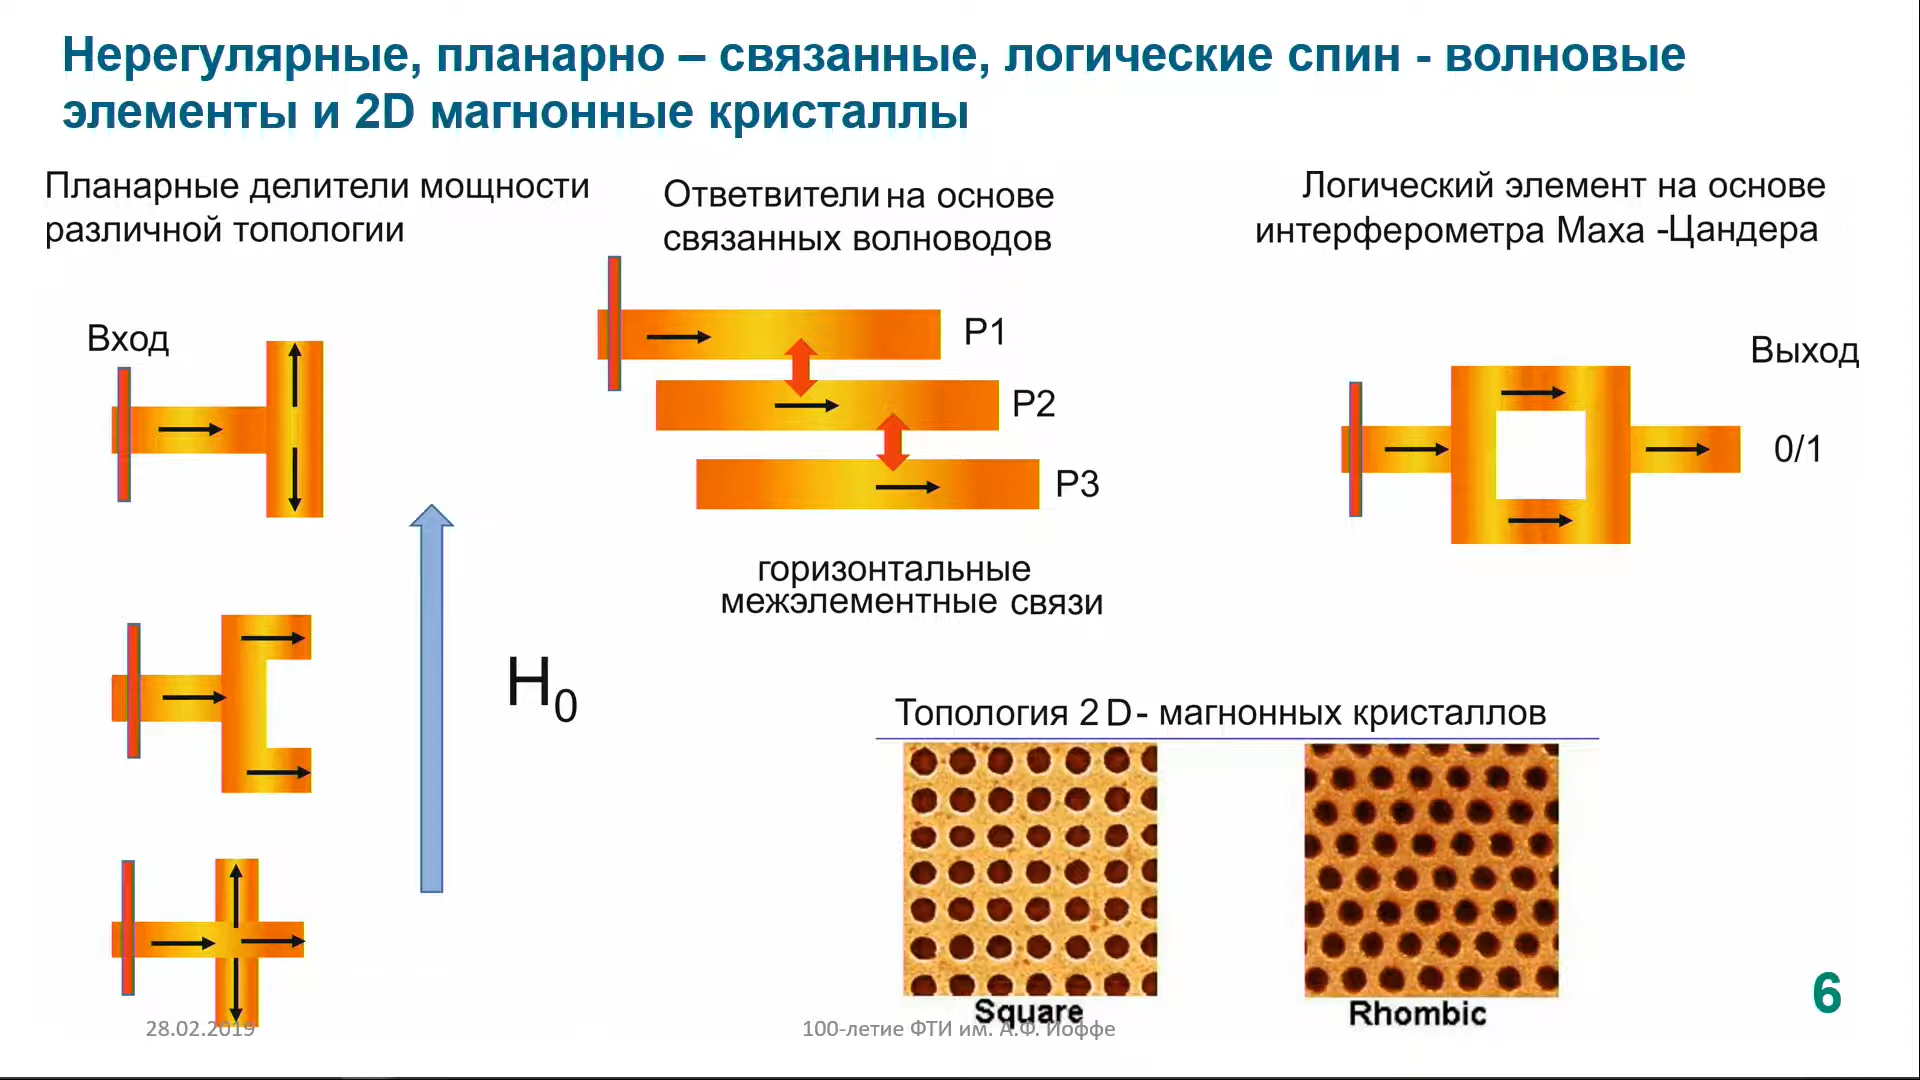 Нерегулярные, планарно – связанные, логические спин - волновые
элементы и 2D магнонные кристаллы
Планарные делители мощности
различной топологии
Ответвители на основе
связанных волноводов
Логический элемент на основе
интерферометра Маха -Цандера
Вход
P1
P2
P3
Выход
0/1
горизонтальные
межэлементные связи
H0
Топология 2D- магнонных кристаллов
Square
Rhombic
6
28.02.2019
100-летие ФТИ им. А.Ф. Иоффе